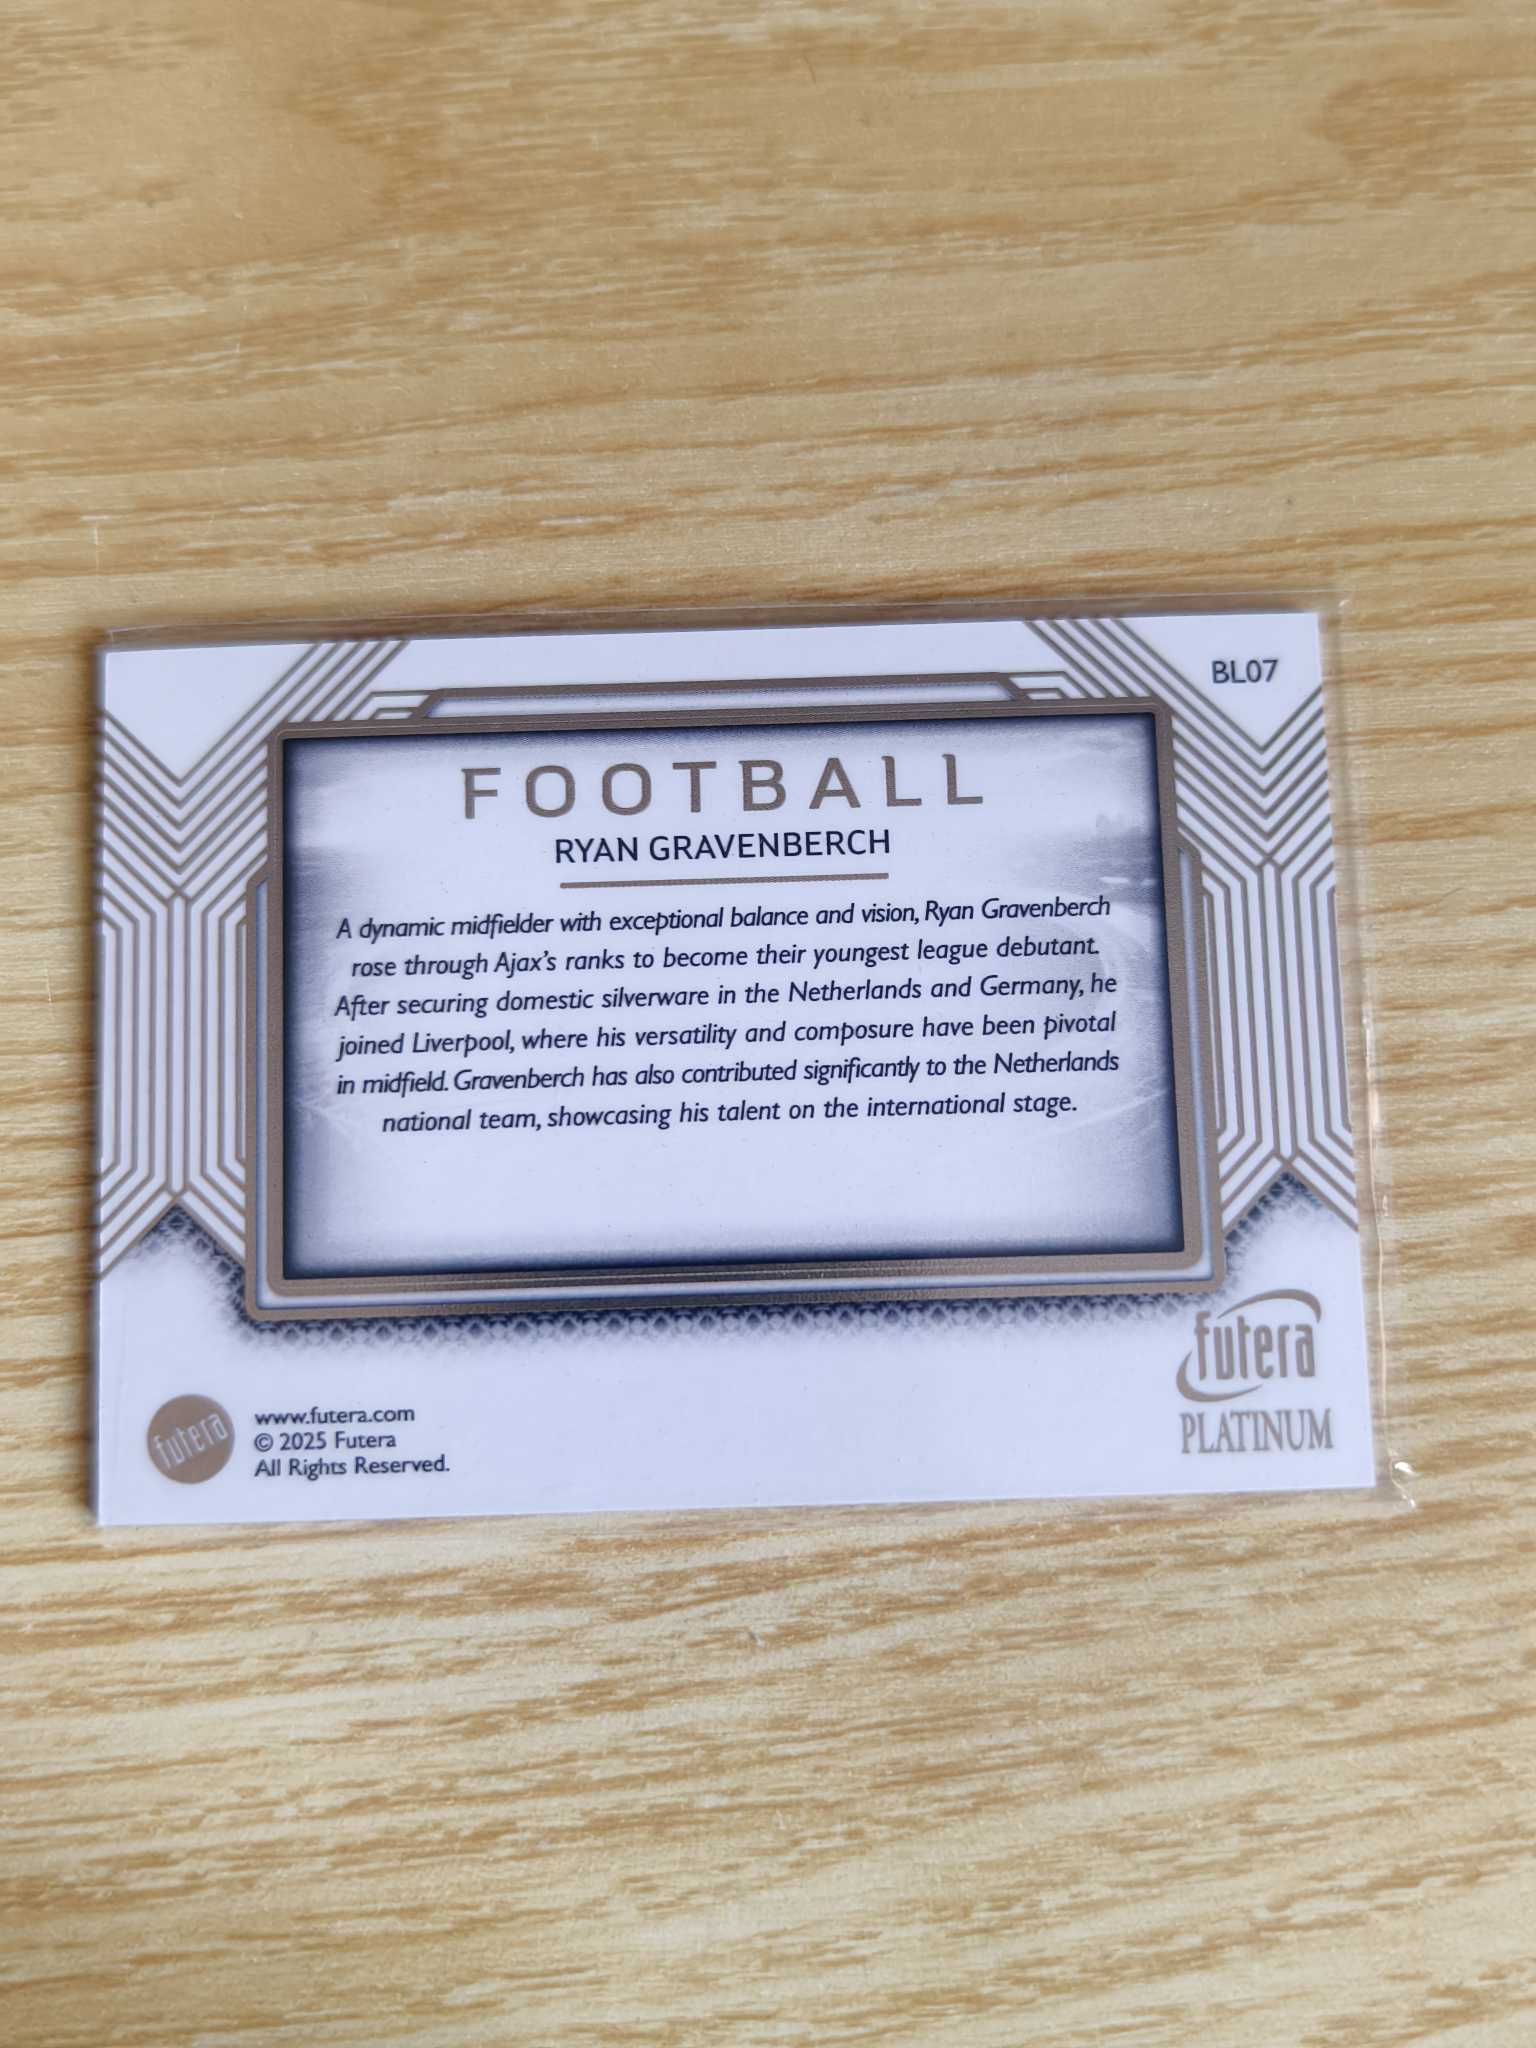 BL07
FOOTBALL
RYAN GRAVENBERCH
A dynamic midfielder with exceptional balance and vision, Ryan Gravenberch
rose through Ajax's ranks to become their youngest league debutant.
After securing domestic silverware in the Netherlands and Germany, he
joined Liverpool, where his versatility and composure have been pivotal
in midfield. Gravenberch has also contributed significantly to the Netherlands
national team, showcasing his talent on the international stage.
futera
PLATINUM
futera
www.futera.com
© 2025 Futera
All Rights Reserved.